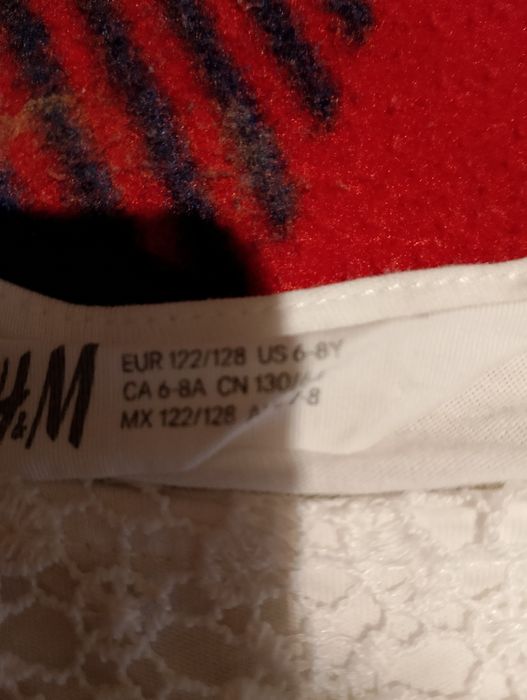 H&M
EUR 122/128 US 6-8Y
CA 6-8A CN 130/
MX 122/128